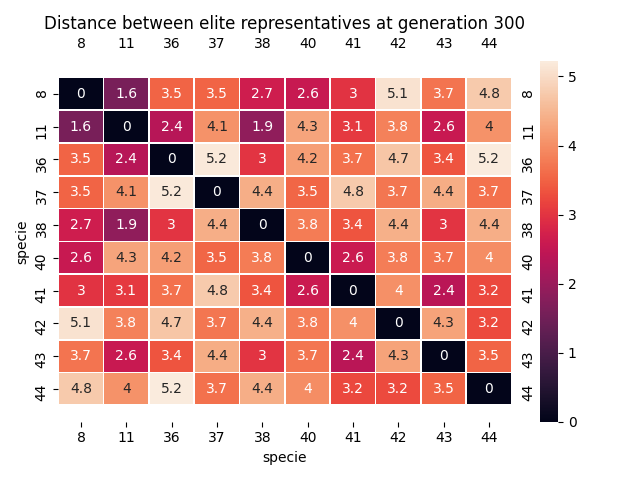 Distance between elite representatives at generation 300
8 11 36 37 38 40 41 42 43 44
8 0 1.6 3.5 3.5 2.7 2.6 3 5.1 3.7 4.8 8
11 1.6 0 2.4 4.1 1.9 4.3 3.1 3.8 2.6 4 11
36 3.5 2.4 0 5.2 3 4.2 3.7 4.7 3.4 5.2 36
37 3.5 4.1 5.2 0 4.4 3.5 4.8 3.7 4.4 3.7 37
38 2.7 1.9 3 4.4 0 3.8 3.4 4.4 3 4.4 38
40 2.6 4.3 4.2 3.5 3.8 0 2.6 3.8 3.7 4 40
41 3 3.1 3.7 4.8 3.4 2.6 0 4 2.4 3.2 41
42 5.1 3.8 4.7 3.7 4.4 3.8 4 0 4.3 3.2 42
43 3.7 2.6 3.4 4.4 3 3.7 2.4 4.3 0 3.5 43
44 4.8 4 5.2 3.7 4.4 4 3.2 3.2 3.5 0 44
8 11 36 37 38 40 41 42 43 44
specie
specie
5
4
3
2
1
0